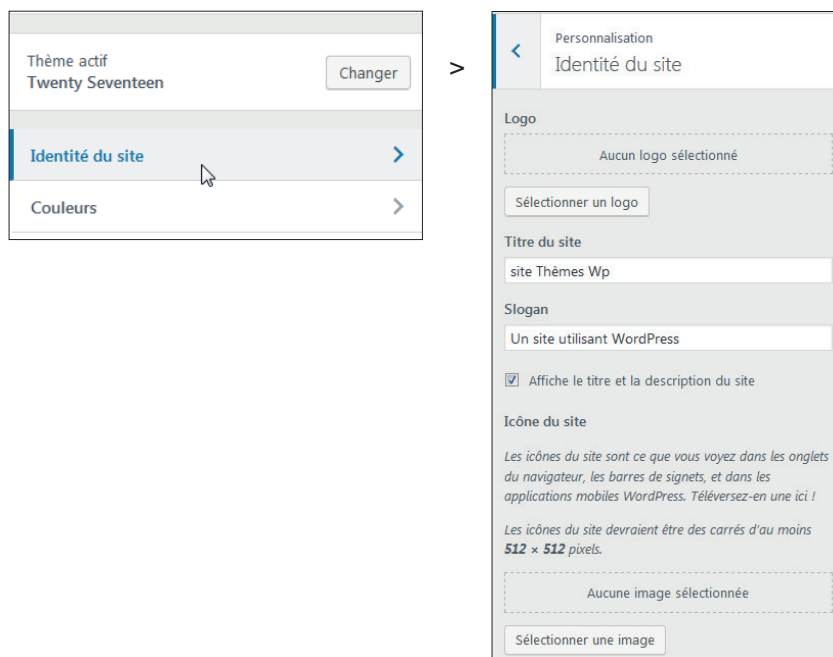 Thème actif
Twenty Seventeen
Changer
Identité du site
Couleurs
>
Personnalisation
Identité du site
Logo
Aucun logo sélectionné
Sélectionner un logo
Titre du site
site Thèmes Wp
Slogan
Un site utilisant WordPress
Affiche le titre et la description du site
Icône du site
Les icônes du site sont ce que vous voyez dans les onglets
du navigateur, les barres de signets, et dans les
applications mobiles WordPress. Téléversez-en une ici !
Les icônes du site devraient être des carrés d'au moins
512 × 512 pixels.
Aucune image sélectionnée
Sélectionner une image